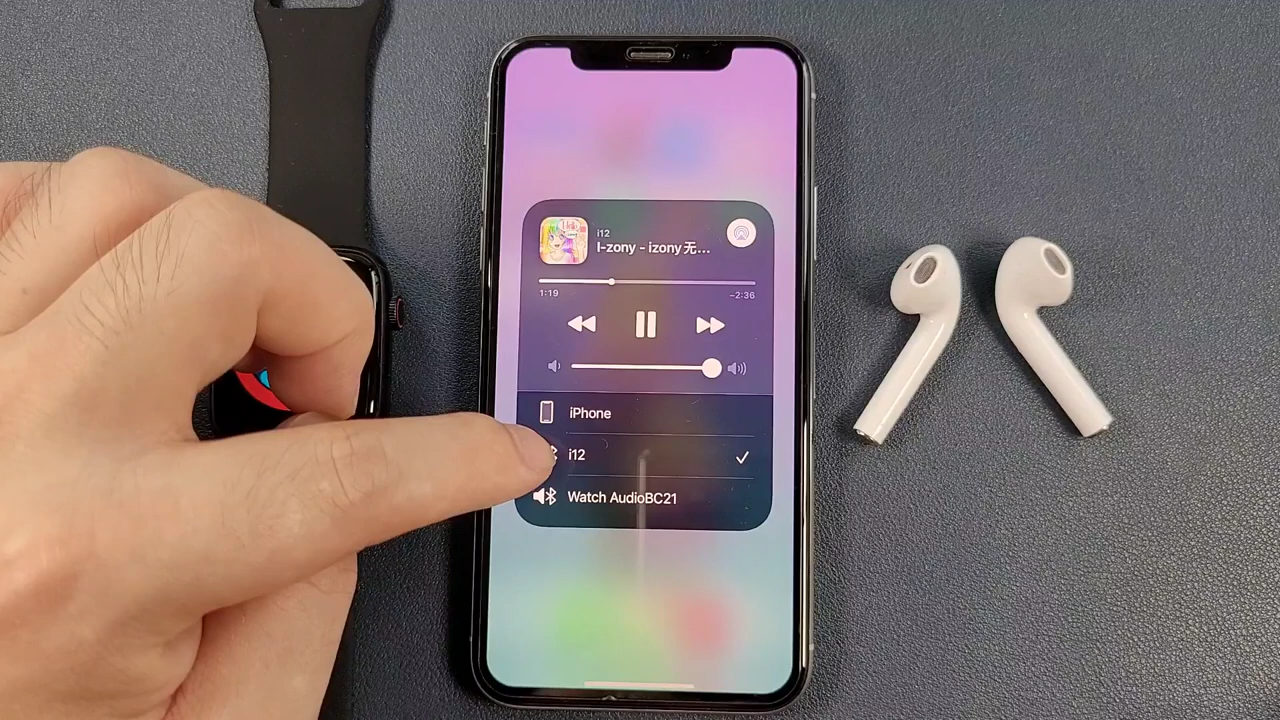 i12
I-zony - izony无...
1:19
-2:36
iPhone
i12
Watch AudioBC21